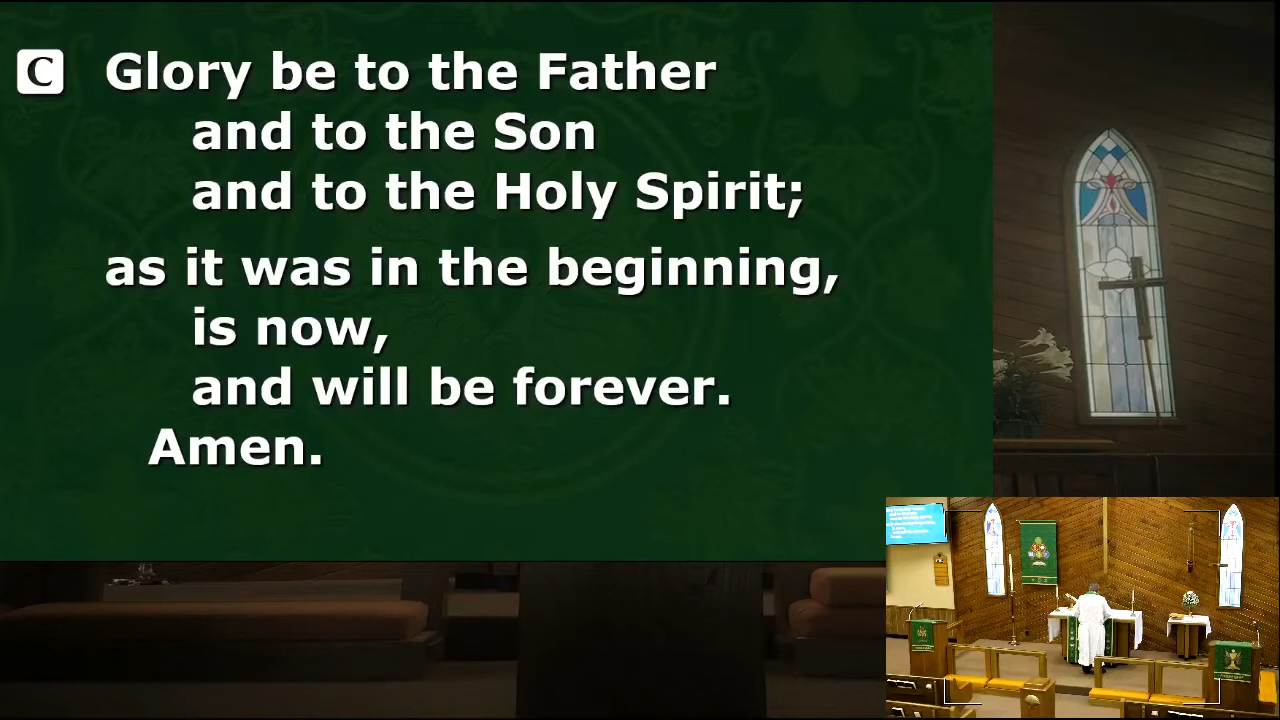 C Glory be to the Father
and to the Son
and to the Holy Spirit;
as it was in the beginning,
is now,
and will be forever.
Amen.